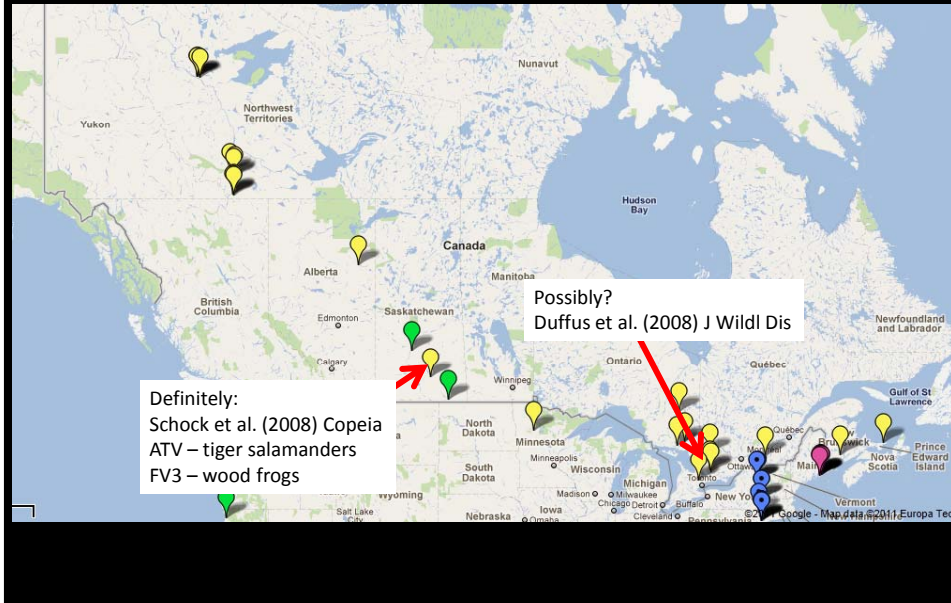 Nunavut
Northwest
Territories
Yukon
Hudson
Bay
Canada
Alberta
Manitoba
British
Columbia
Edmonton
Saskatchewan
Possibly?
Duffus et al. (2008) J Wildl Dis
Newfoundland
and Labrador
Ontario
Québec
Calgary
Winnipeg
Gulf of St
Lawrence
Definitely:
Schock et al. (2008) Copeia
ATV – tiger salamanders
FV3 – wood frogs
North
Dakota
Minnesota
Québec
New
Brunswick
Prince
Edward
Island
Nova
Scotia
Minneapolis
Wisconsin
South
Dakota
Michigan
Toronto
Ottawa
Montreal
Maine
Vermont
New Hampshire
Wyoming
Madison
Milwaukee
Buffalo
New York
Salt Lake
City
Nebraska
Iowa
Omaha
Chicago
Detroit
Cleveland
Pennsylvania
Google - Map data ©2011 Europa Tec